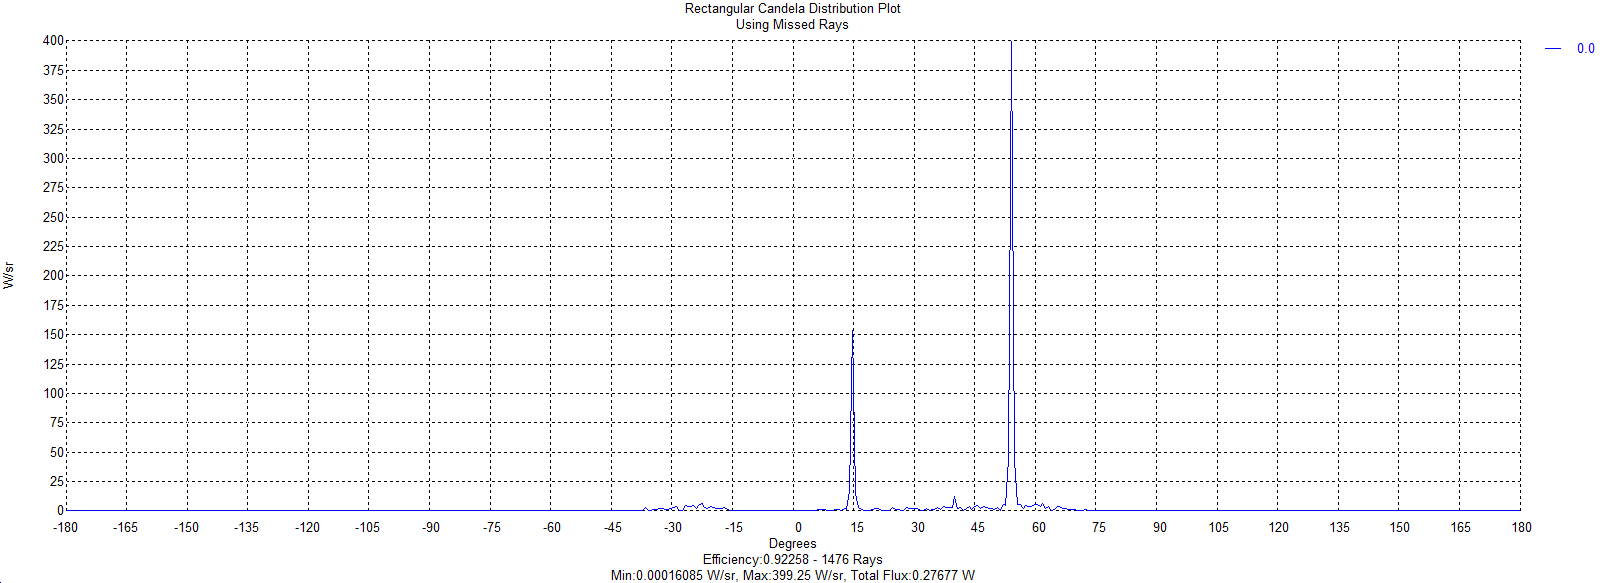 Rectangular Candela Distribution Plot
Using Missed Rays
400
375
350
325
300
275
250
225
200
175
150
125
100
75
50
25
0
W/sr
0.0
-180 -165 -150 -135 -120 -105 -90 -75 -60 -45 -30 -15 0 15 30 45 60 75 90 105 120 135 150 165 180
Degrees
Efficiency:0.92258 - 1476 Rays
Min:0.00016085 W/sr, Max:399.25 W/sr, Total Flux:0.27677 W